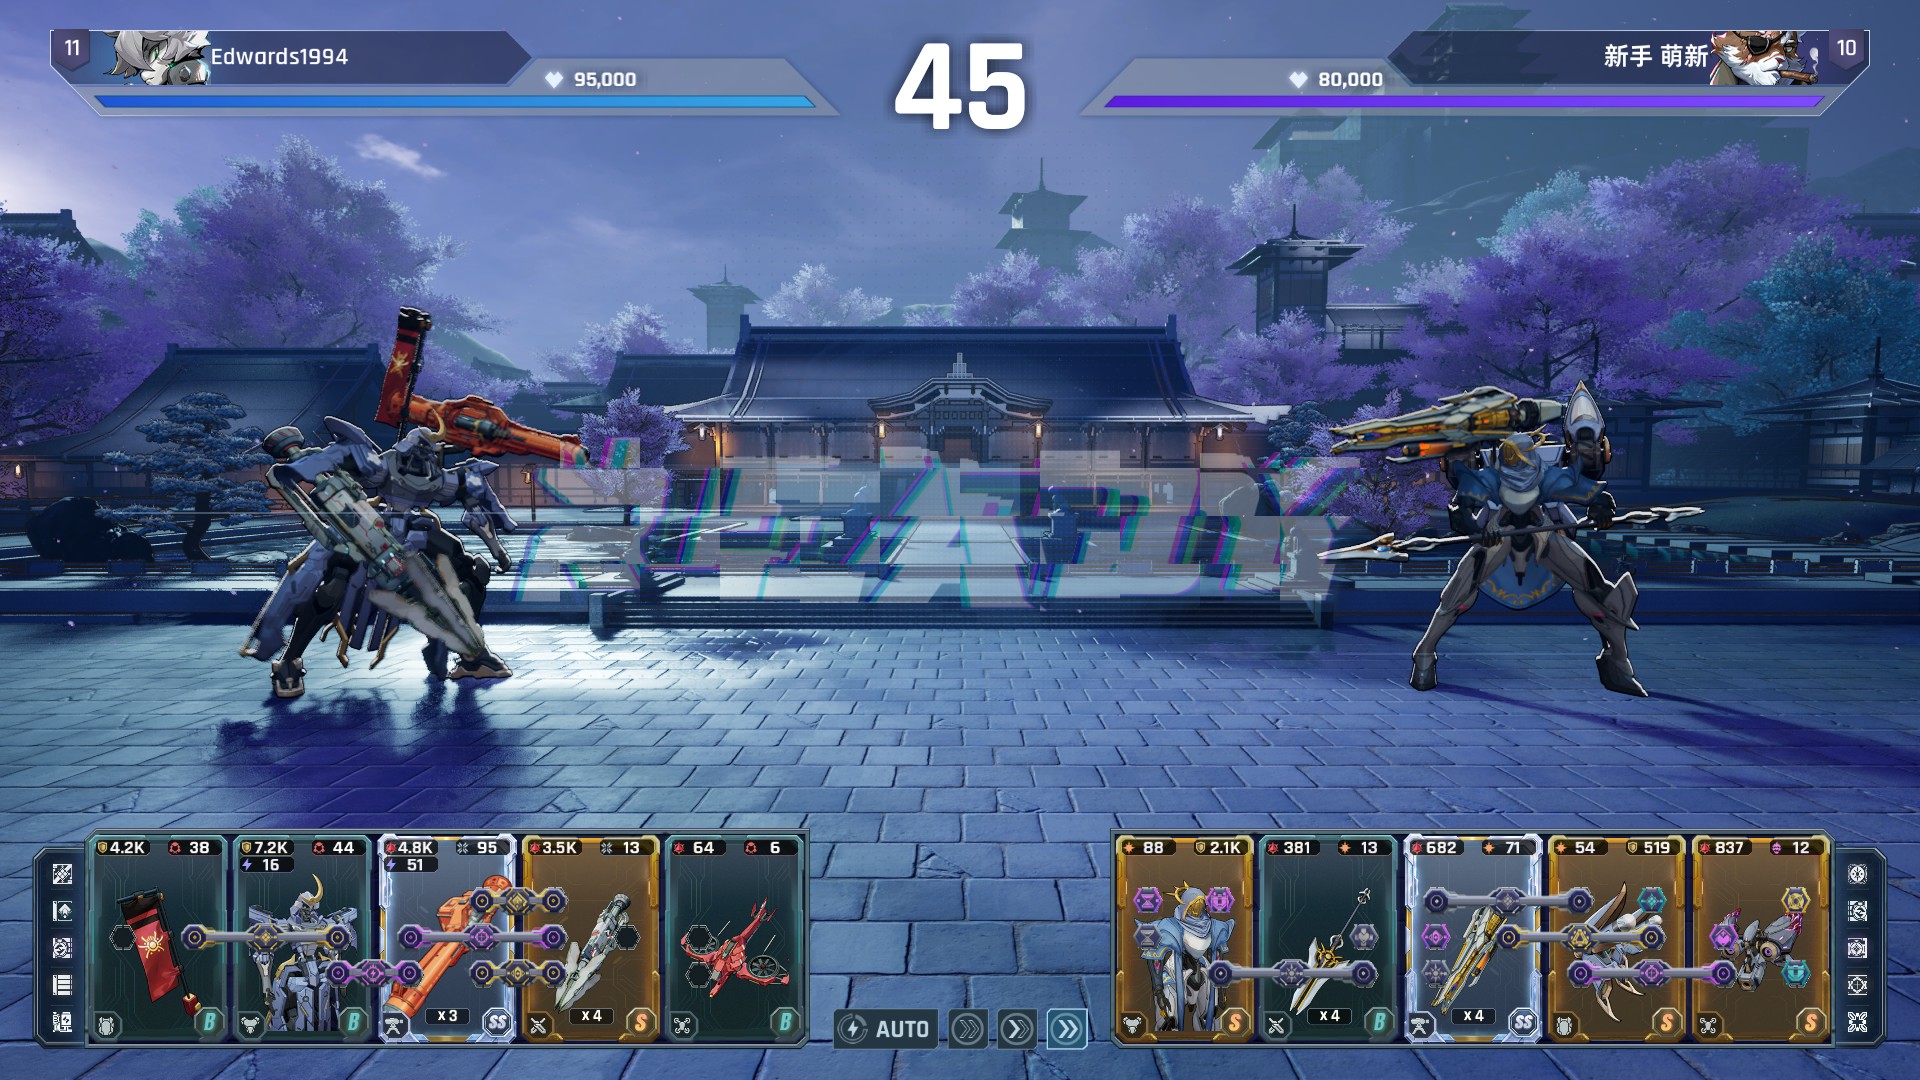 11
Edwards1994
95,000
45
80,000
新手 萌新
10
READY
4.2K 38
7.2K 44
16
4.8K 95
51
3.5K 13
64 6
88 2.1K
381 13
682 71
54 519
837 12
B
B
x3 SS
x4 S
B
AUTO
S
x4 B
x4 SS
S
S